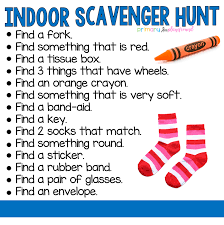 INDOOR SCAVENGER HUNT
crayon
• Find a fork.
• Find something that is red.
• Find a tissue box.
• Find 3 things that have wheels.
• Find an orange crayon.
• Find something that is very soft.
• Find a band-aid.
• Find a key.
• Find 2 socks that match.
• Find something round.
• Find a sticker.
• Find a rubber band.
• Find a pair of glasses.
• Find an envelope.